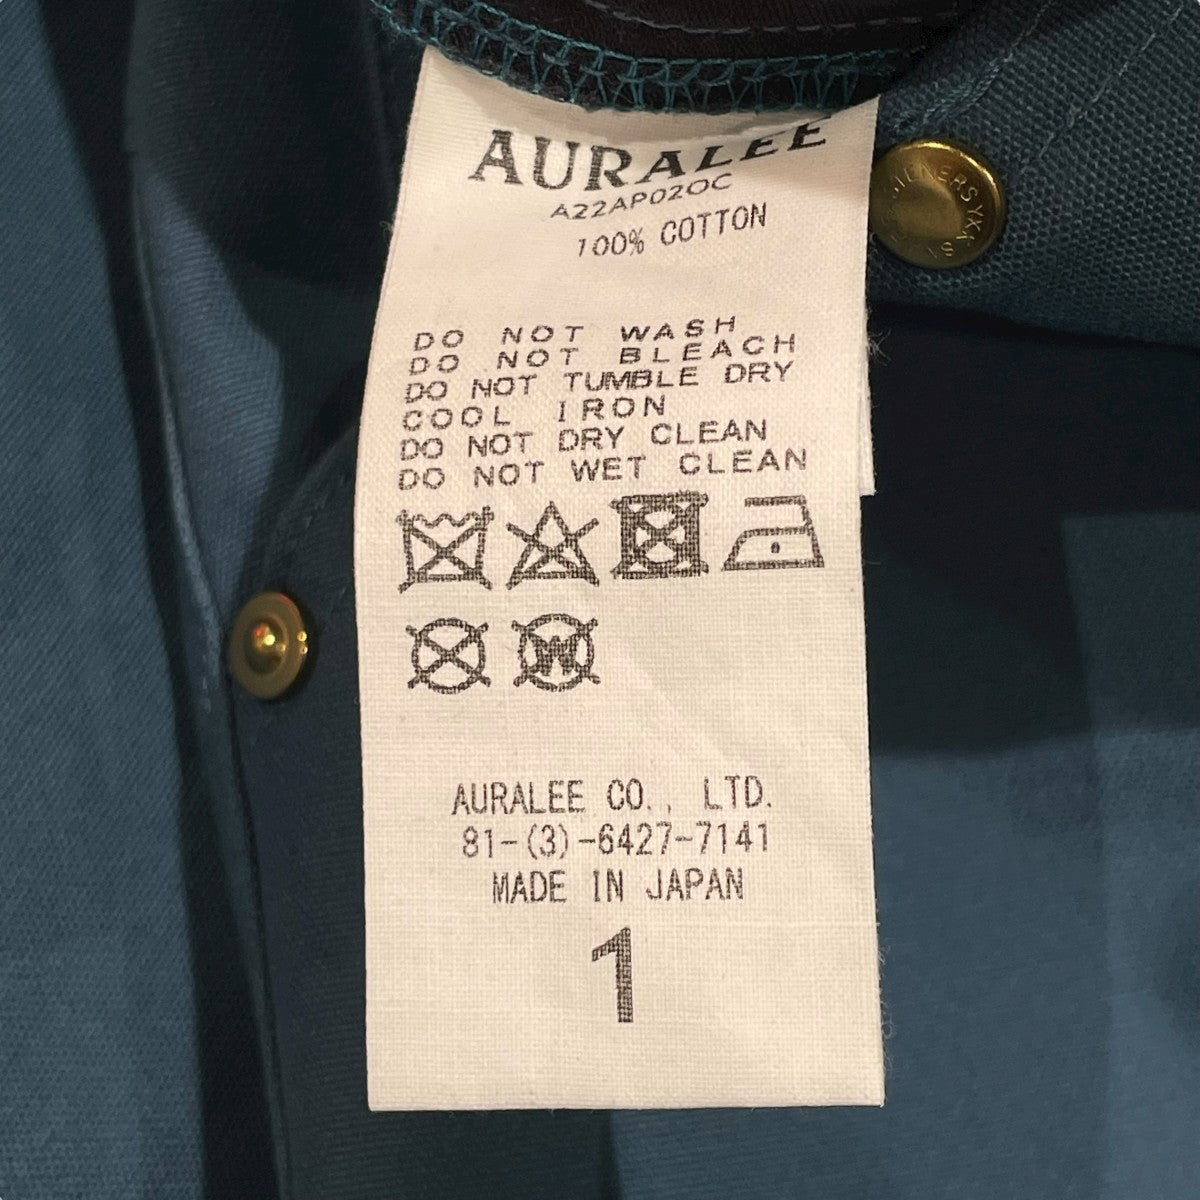 AURALEE
A22AP02OC
100% COTTON
DO NOT WASH
DO NOT BLEACH
DO NOT TUMBLE DRY
COOL IRON
DO NOT DRY CLEAN
DO NOT WET CLEAN
W
AURALEE CO., LTD.
81-(3)-6427-7141
MADE IN JAPAN
1
YKK